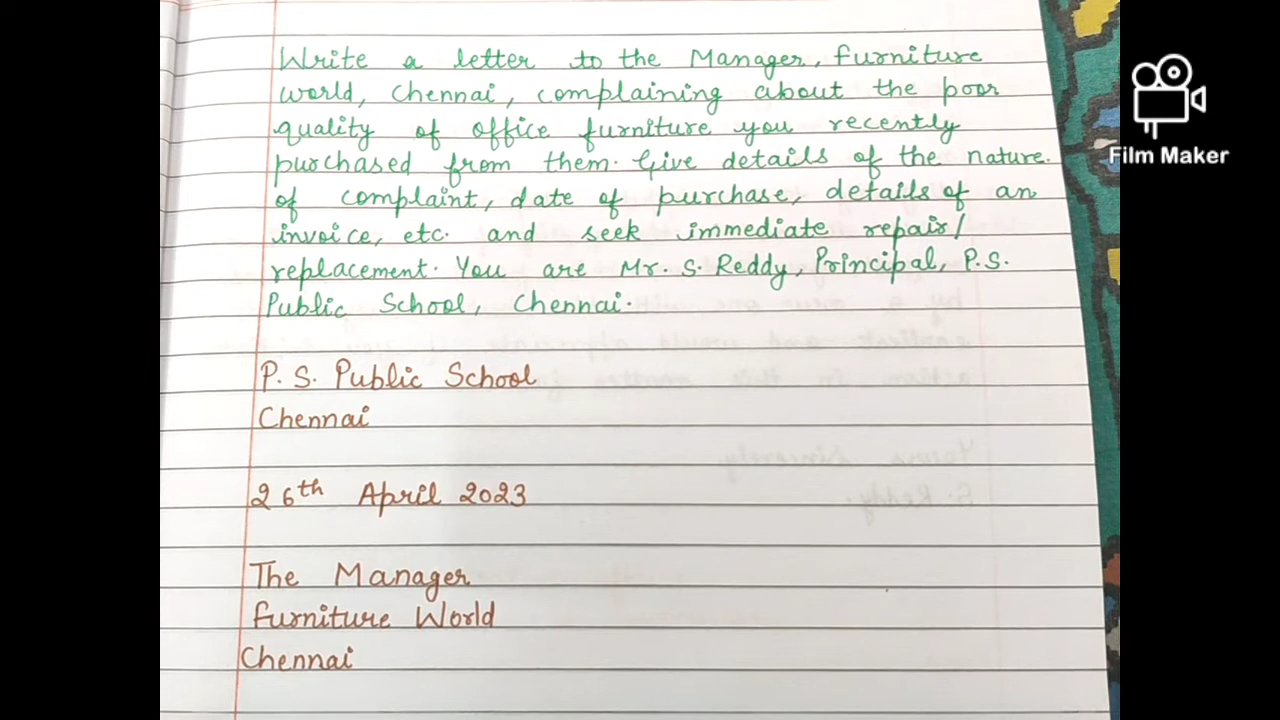 Write a letter to the Manager, Furniture
World, Chennai, complaining about the poor
quality of office furniture you recently
purchased from them. Give details of the nature
of complaint, date of purchase, details of an
invoice, etc. and seek immediate repair/
replacement. You are Mr. S. Reddy, Principal, P.S.
Public School, Chennai.
P. S. Public School
Chennai
26th April 2023
The Manager
Furniture World
Chennai
Film Maker